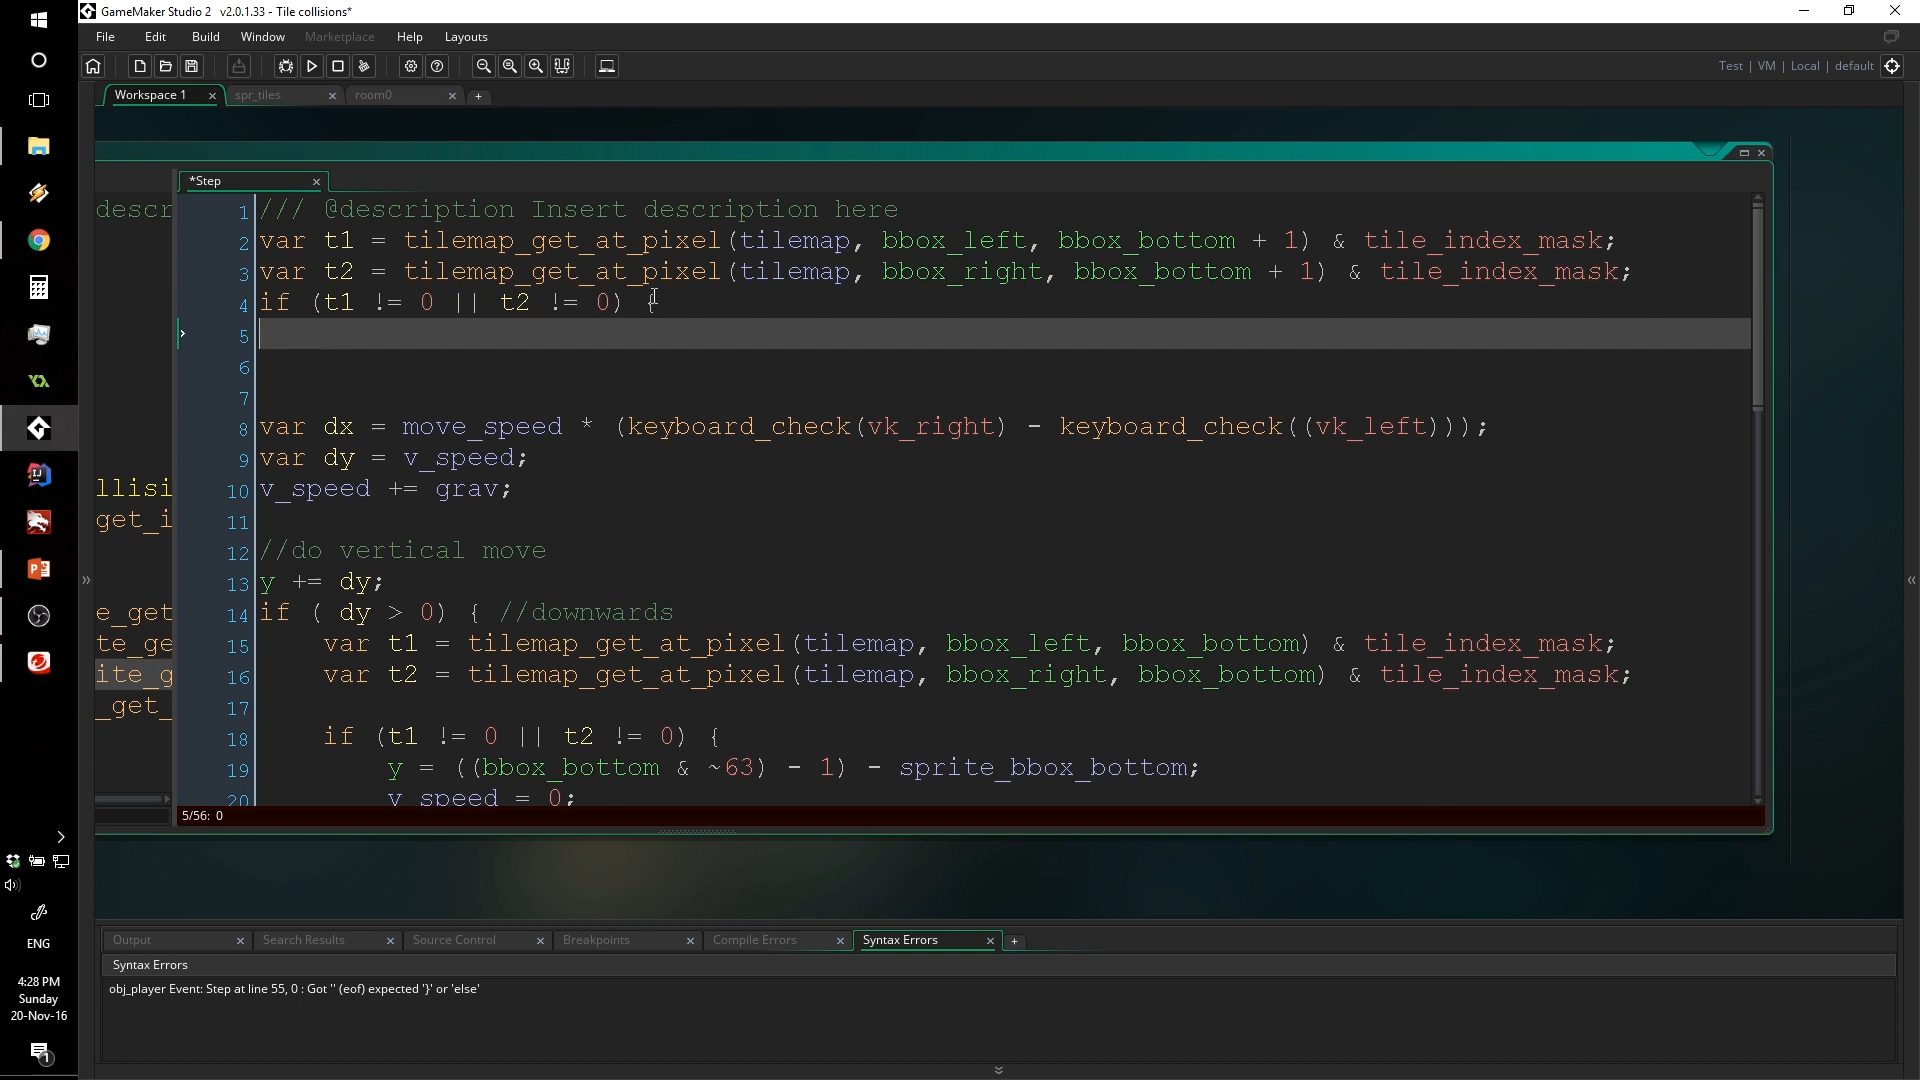 GameMaker Studio 2 v2.0.1.33 - Tile collisions*
File Edit Build Window Marketplace Help Layouts
Test | VM | Local | default
Workspace 1 spr_tiles room0
*Step
descr
llisi
get_i
e_get
te_ge
ite_g
_get_
1 /// @description Insert description here
2 var t1 = tilemap_get_at_pixel(tilemap, bbox_left, bbox_bottom + 1) & tile_index_mask;
3 var t2 = tilemap_get_at_pixel(tilemap, bbox_right, bbox_bottom + 1) & tile_index_mask;
4 if (t1 != 0 || t2 != 0) {
5
6
7
8 var dx = move_speed * (keyboard_check(vk_right) - keyboard_check((vk_left)));
9 var dy = v_speed;
10 v_speed += grav;
11
12 //do vertical move
13 y += dy;
14 if ( dy > 0) { //downwards
15 var t1 = tilemap_get_at_pixel(tilemap, bbox_left, bbox_bottom) & tile_index_mask;
16 var t2 = tilemap_get_at_pixel(tilemap, bbox_right, bbox_bottom) & tile_index_mask;
17
18 if (t1 != 0 || t2 != 0) {
19 y = ((bbox_bottom & ~63) - 1) - sprite_bbox_bottom;
20 v_speed = 0;
5/56: 0
Output Search Results Source Control Breakpoints Compile Errors Syntax Errors
Syntax Errors
obj_player Event: Step at line 55, 0 : Got '' (eof) expected '}' or 'else'
ENG
4:28 PM
Sunday
20-Nov-16
1